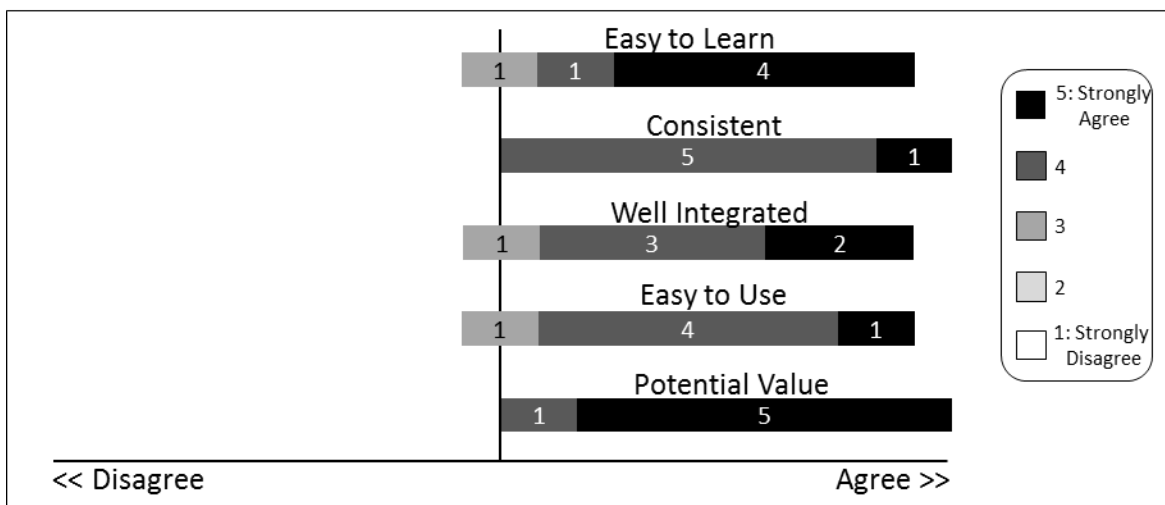 Easy to Learn
1 1 4
Consistent
5 1
Well Integrated
1 3 2
Easy to Use
1 4 1
Potential Value
1 5
<< Disagree Agree >>
5: Strongly
Agree
4
3
2
1: Strongly
Disagree